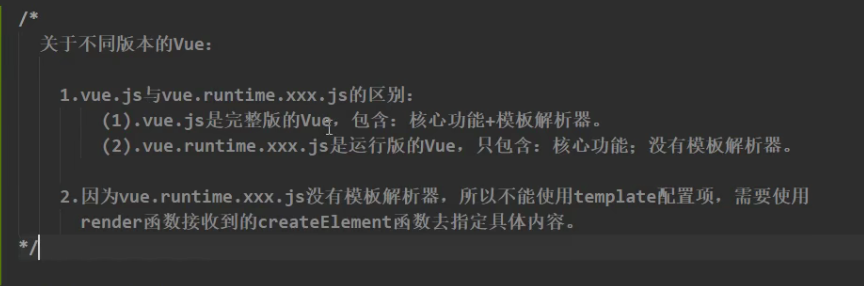 /*
关于不同版本的Vue:
1.vue.js与vue.runtime.xxx.js的区别:
(1).vue.js是完整版的Vue，包含：核心功能+模板解析器。
(2).vue.runtime.xxx.js是运行版的Vue，只包含：核心功能；没有模板解析器。
2.因为vue.runtime.xxx.js没有模板解析器，所以不能使用template配置项，需要使用
render函数接收到的createElement函数去指定具体内容。
*/